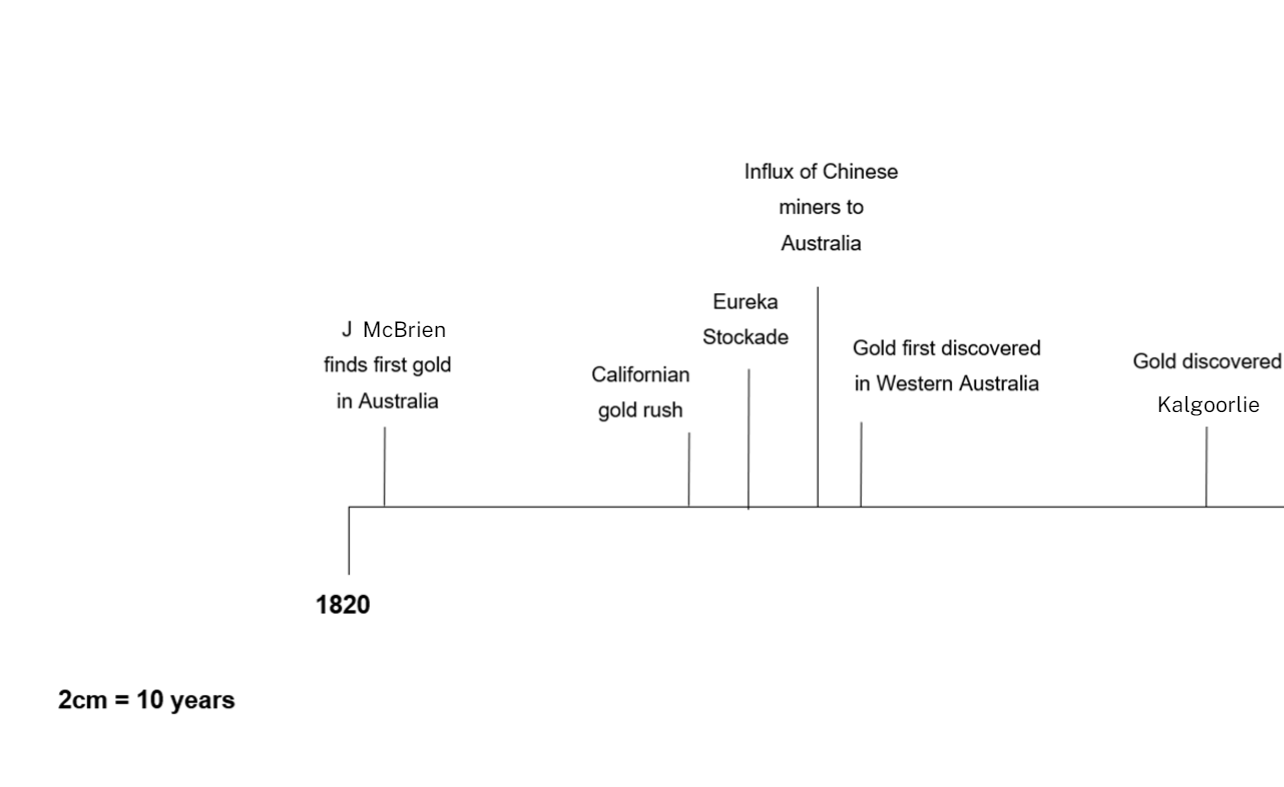 Influx of Chinese
miners to
Australia
Eureka
Stockade
J McBrien
finds first gold
in Australia
Californian
gold rush
Gold first discovered
in Western Australia
Gold discovered
Kalgoorlie
1820
2cm = 10 years